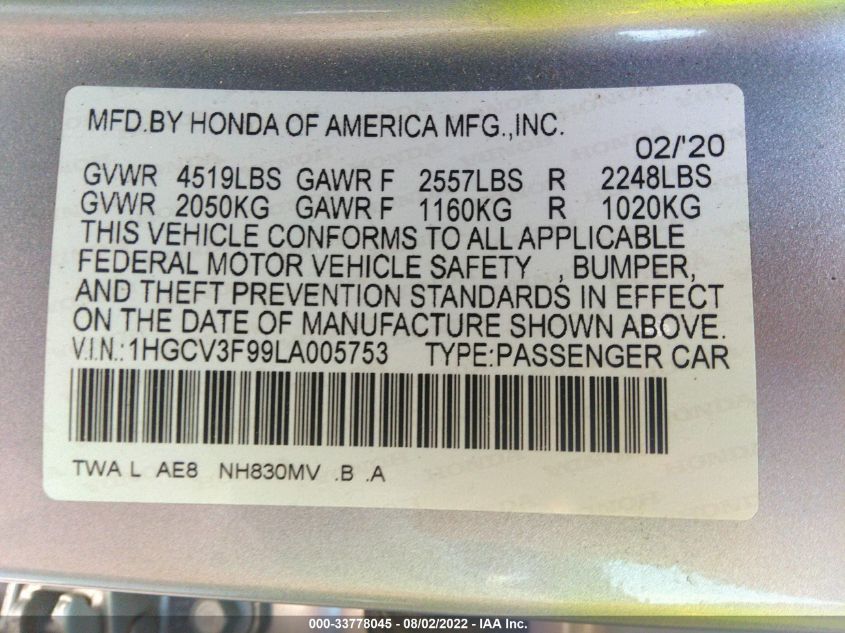 MFD.BY HONDA OF AMERICA MFG.,INC.
02/'20
GVWR 4519LBS GAWR F 2557LBS R 2248LBS
GVWR 2050KG GAWR F 1160KG R 1020KG
THIS VEHICLE CONFORMS TO ALL APPLICABLE
FEDERAL MOTOR VEHICLE SAFETY , BUMPER,
AND THEFT PREVENTION STANDARDS IN EFFECT
ON THE DATE OF MANUFACTURE SHOWN ABOVE.
V.I.N.:1HGCV3F99LA005753 TYPE:PASSENGER CAR
TWA L AE8 NH830MV .B .A
000-33778045 - 08/02/2022 - IAA Inc.